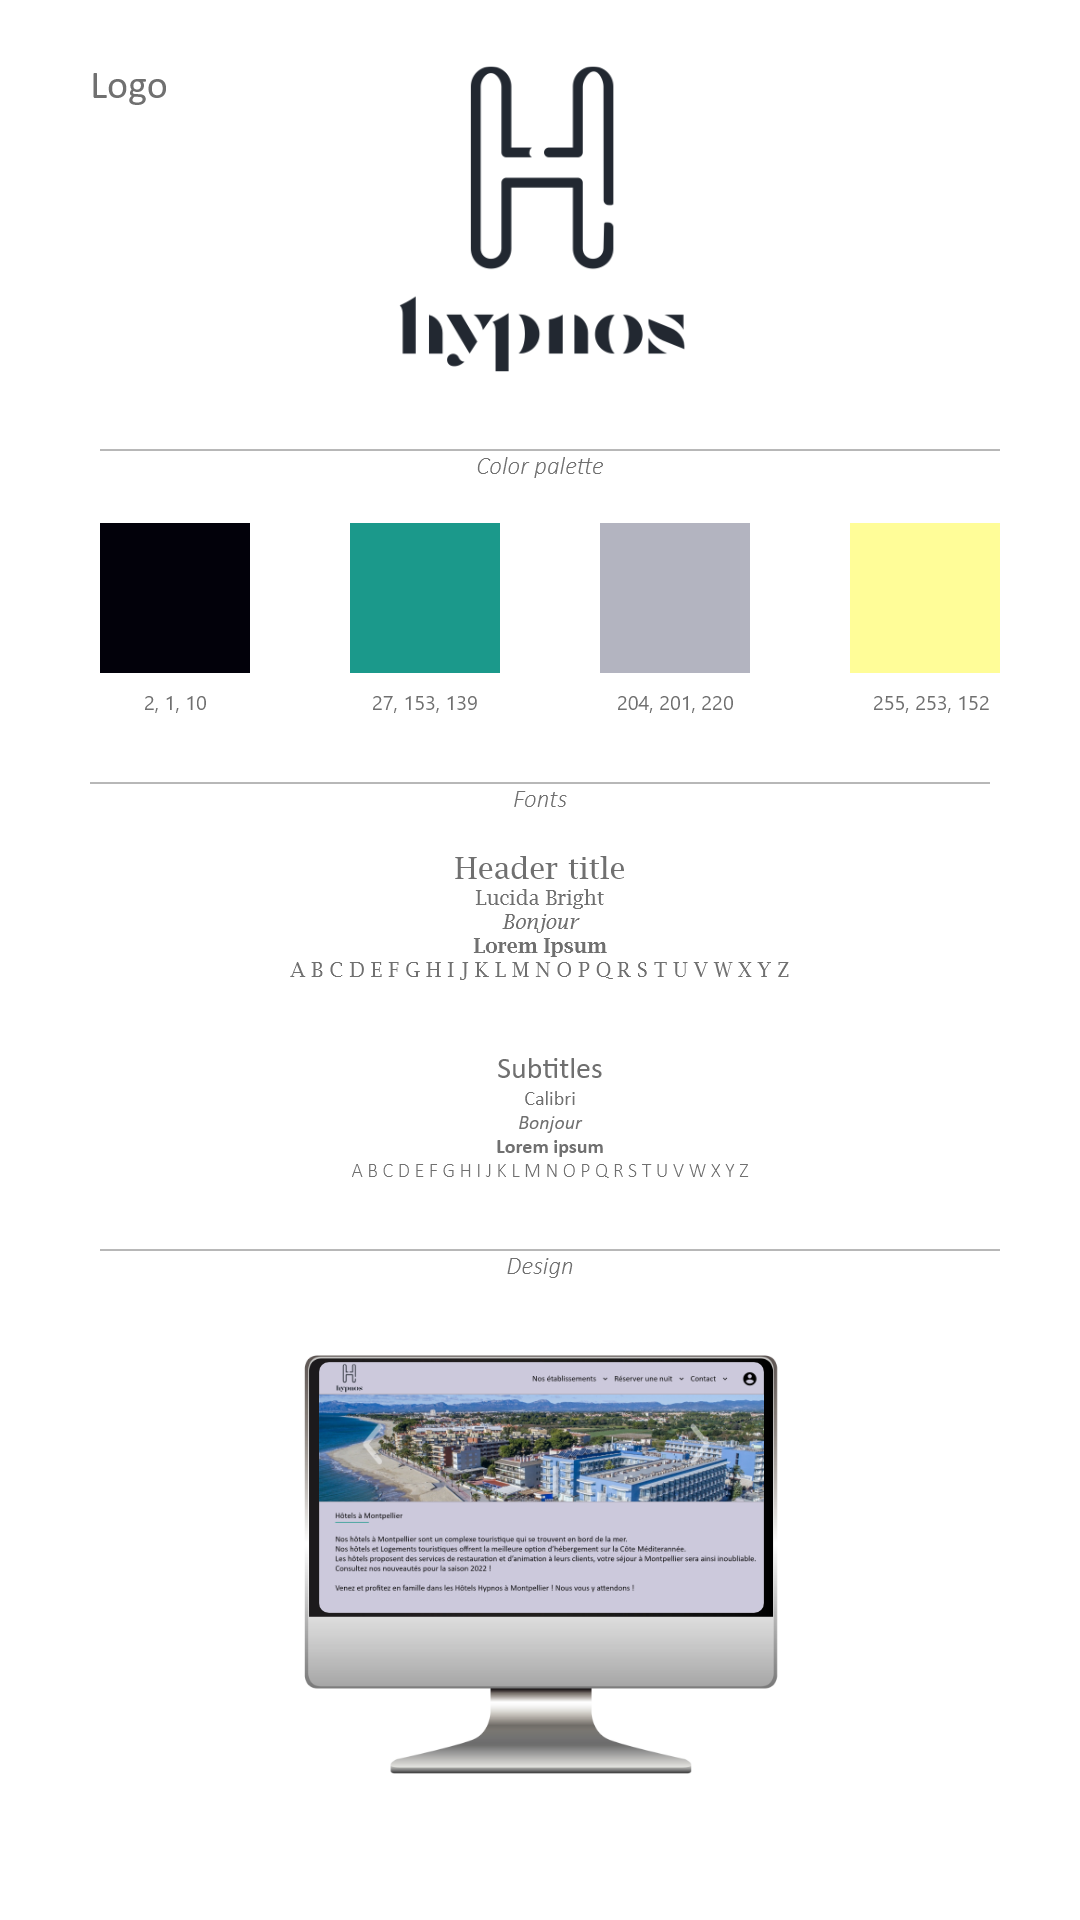 Logo
hypnos
Color palette
2, 1, 10
27, 153, 139
204, 201, 220
255, 253, 152
Fonts
Header title
Lucida Bright
Bonjour
Lorem Ipsum
A B C D E F G H I J K L M N O P Q R S T U V W X Y Z
Subtitles
Calibri
Bonjour
Lorem ipsum
A B C D E F G H I J K L M N O P Q R S T U V W X Y Z
Design
hypnos
Nos établissements Réserver une nuit Contact
Hôtels à Montpellier
Nos hôtels à Montpellier sont un complexe touristique qui se trouvent en bord de la mer.
Nos hôtels et Logements touristiques offrent la meilleure option d'hébergement sur la Côte Méditerannée.
Les hôtels proposent des services de restauration et d'animation à leurs clients, votre séjour à Montpellier sera ainsi inoubliable.
Consultez nos nouveautés pour la saison 2022 !
Venez et profitez en famille dans les Hôtels Hypnos à Montpellier ! Nous vous y attendons !